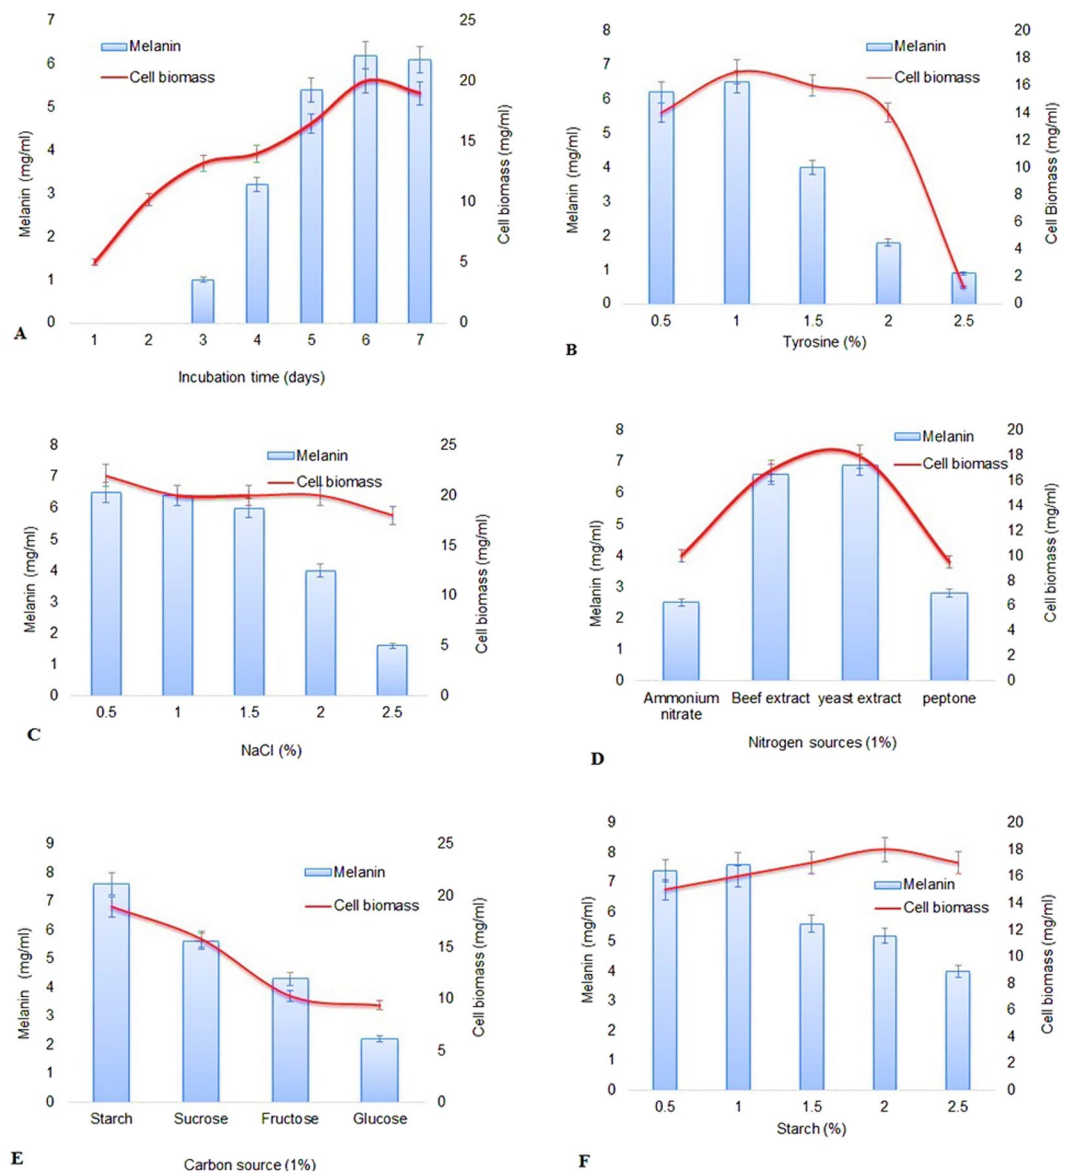 7
6
5
4
3
2
1
0
Melanin (mg/ml)
25
20
15
10
5
0
Cell biomass (mg/ml)
Melanin
Cell biomass
1 2 3 4 5 6 7
Incubation time (days)
A
8
7
6
5
4
3
2
1
0
Melanin (mg/ml)
20
18
16
14
12
10
8
6
4
2
0
Cell Biomass (mg/ml)
Melanin
Cell biomass
0.5 1 1.5 2 2.5
Tyrosine (%)
B
8
7
6
5
4
3
2
1
0
Melanin (mg/ml)
25
20
15
10
5
0
Cell biomass (mg/ml)
Melanin
Cell biomass
0.5 1 1.5 2 2.5
NaCl (%)
C
8
7
6
5
4
3
2
1
0
Melanin (mg/ml)
20
18
16
14
12
10
8
6
4
2
0
Cell biomass (mg/ml)
Melanin
Cell biomass
Ammonium Beef extract yeast extract peptone
nitrate
Nitrogen sources (1%)
D
9
8
7
6
5
4
3
2
1
0
Melanin (mg/ml)
25
20
15
10
5
0
Cell biomass (mg/ml)
Melanin
Cell biomass
Starch Sucrose Fructose Glucose
Carbon source (1%)
E
9
8
7
6
5
4
3
2
1
0
Melanin (mg/ml)
20
18
16
14
12
10
8
6
4
2
0
Cell biomass (mg/ml)
Melanin
Cell biomass
0.5 1 1.5 2 2.5
Starch (%)
F